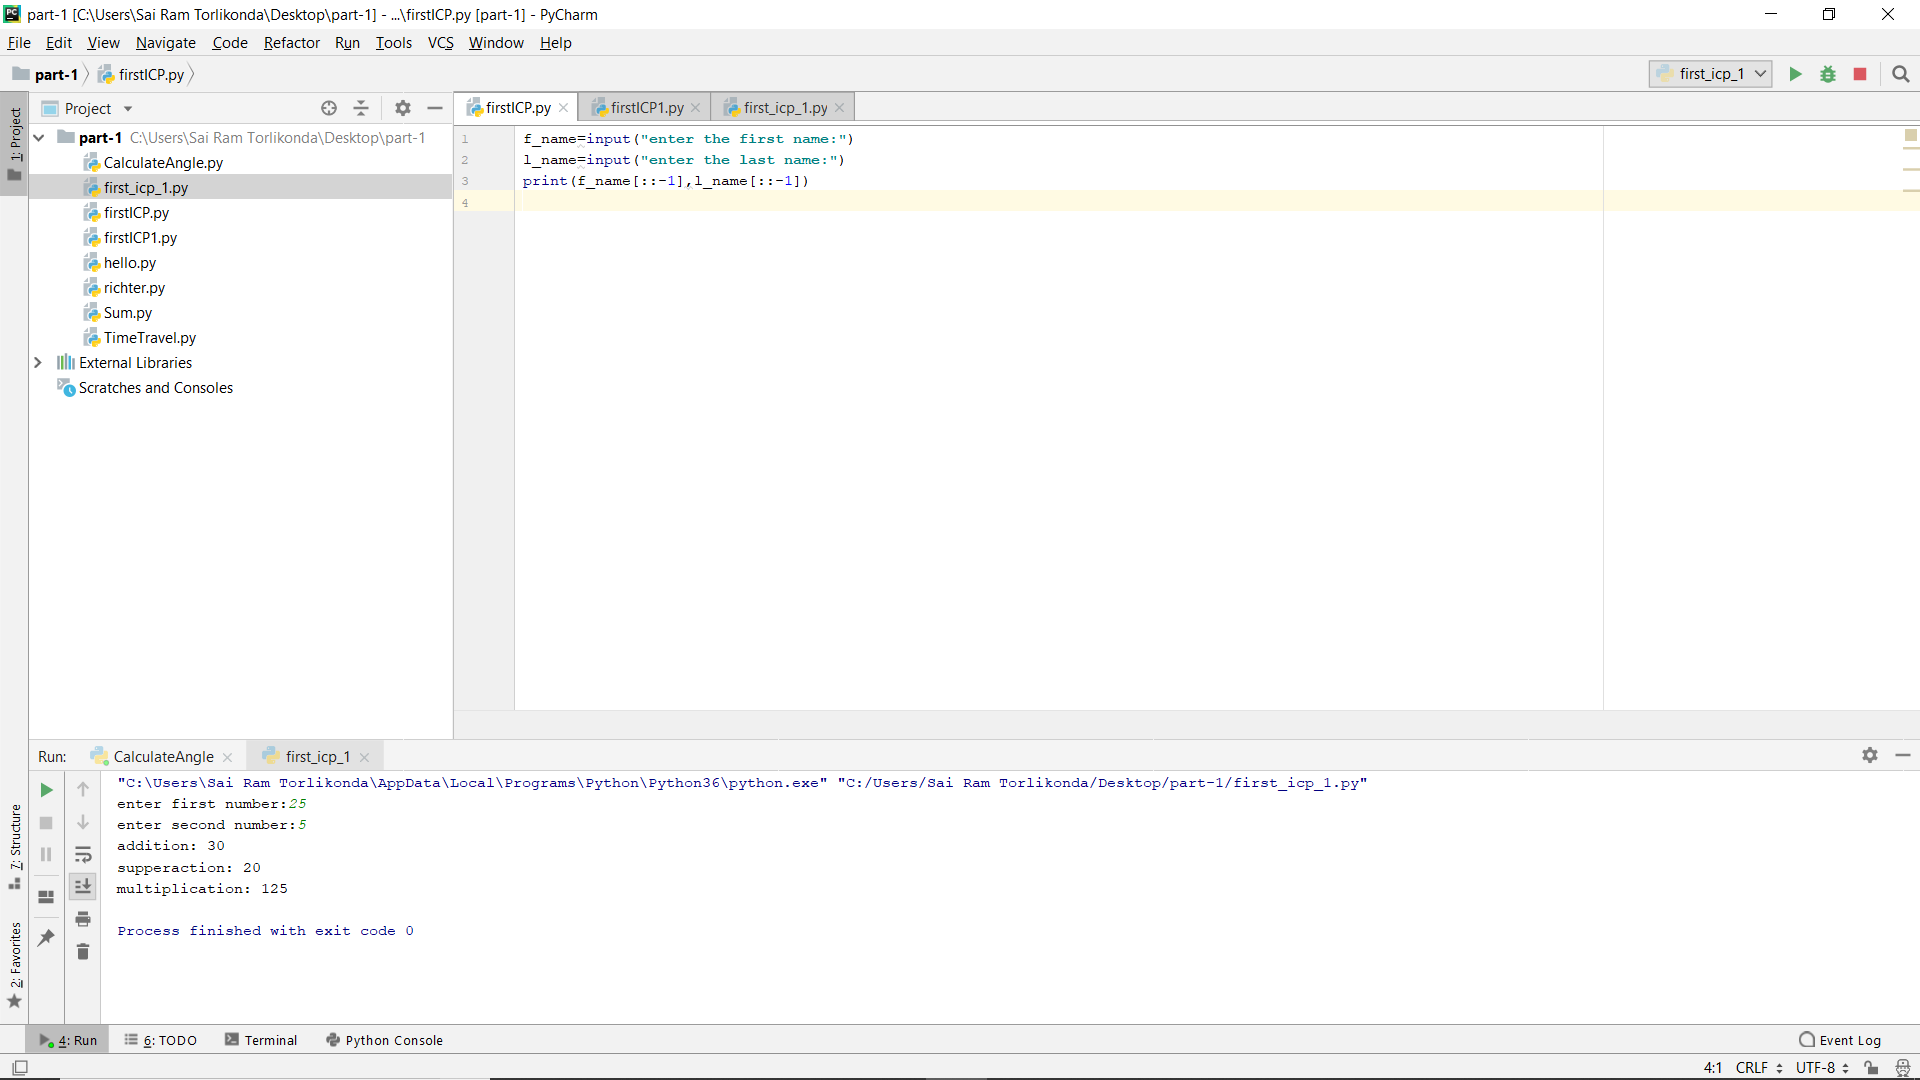 part-1 [C:\Users\Sai Ram Torlikonda\Desktop\part-1] - ...\firstICP.py [part-1] - PyCharm
File Edit View Navigate Code Refactor Run Tools VCS Window Help
part-1 firstICP.py first_icp_1
1: Project
Project firstICP.py firstICP1.py first_icp_1.py
part-1 C:\Users\Sai Ram Torlikonda\Desktop\part-1
CalculateAngle.py
first_icp_1.py
firstICP.py
firstICP1.py
hello.py
richter.py
Sum.py
TimeTravel.py
External Libraries
Scratches and Consoles
1 f_name=input("enter the first name:")
2 l_name=input("enter the last name:")
3 print(f_name[::-1],l_name[::-1])
4
Run: CalculateAngle first_icp_1
"C:\Users\Sai Ram Torlikonda\AppData\Local\Programs\Python\Python36\python.exe" "C:/Users/Sai Ram Torlikonda/Desktop/part-1/first_icp_1.py"
enter first number:25
enter second number:5
addition: 30
supperaction: 20
multiplication: 125
Process finished with exit code 0
7: Structure
2: Favorites
4: Run 6: TODO Terminal Python Console Event Log
4:1 CRLF UTF-8